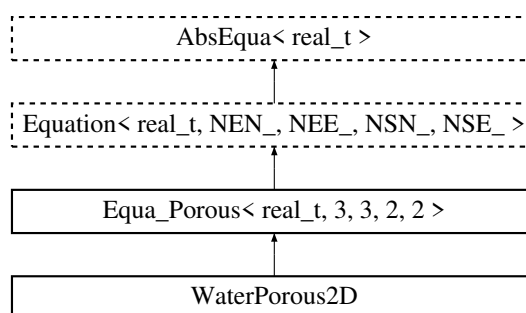 AbsEqua< real_t >
Equation< real_t, NEN_, NEE_, NSN_, NSE_ >
Equa_Porous< real_t, 3, 3, 2, 2 >
WaterPorous2D